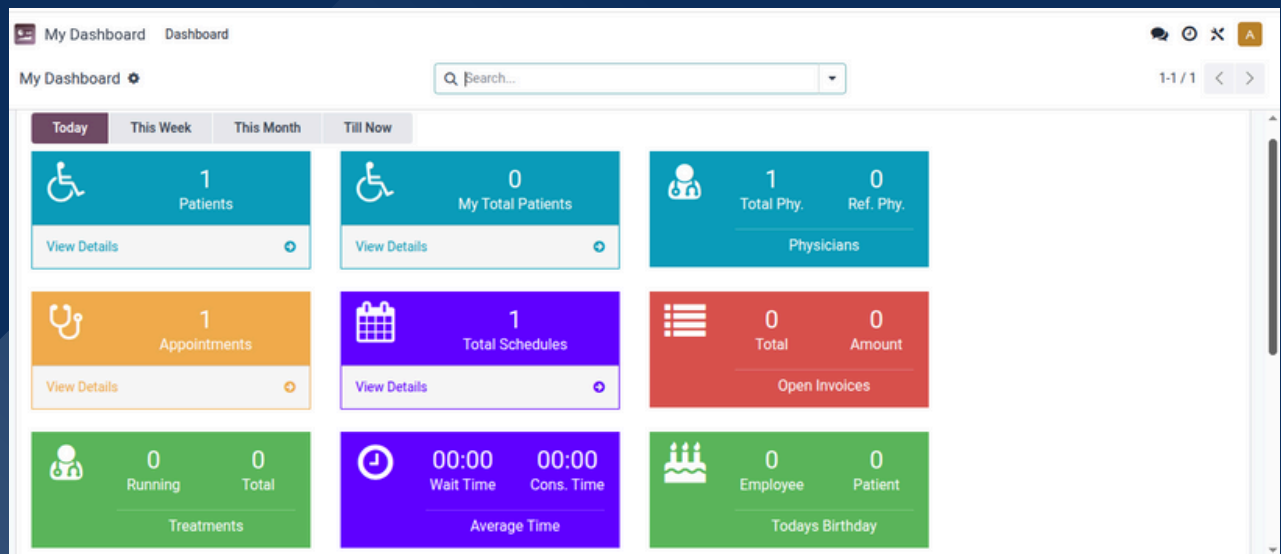 My Dashboard Dashboard
A
My Dashboard
Search...
1-1 / 1
Today This Week This Month Till Now
1
Patients
View Details
0
My Total Patients
View Details
1 0
Total Phy. Ref. Phy.
Physicians
1
Appointments
View Details
1
Total Schedules
View Details
0 0
Total Amount
Open Invoices
0 0
Running Total
Treatments
00:00 00:00
Wait Time Cons. Time
Average Time
0 0
Employee Patient
Todays Birthday